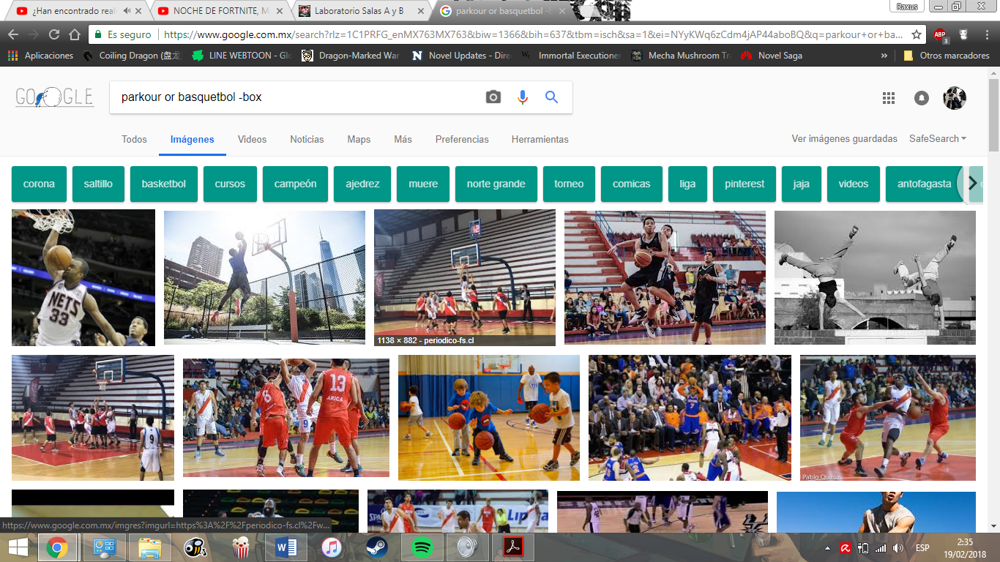 ¿Han encontrado real
NOCHE DE FORTNITE, M
Laboratorio Salas A y B
parkour or basquetbol -b
Raxus
Es seguro
https://www.google.com.mx/search?rlz=1C1PRFG_enMX763MX763&biw=1366&bih=637&tbm=isch&sa=1&ei=NYyKWq6zCdm4jAP44aboBQ&q=parkour+or+ba...
ABP
3
Aplicaciones
Coiling Dragon (盘龙
LINE WEBTOON - Glo
Dragon-Marked War
Novel Updates - Dire
Immortal Executioner
Mecha Mushroom Tra
Novel Saga
»
Otros marcadores
GOOGLE
parkour or basquetbol -box
Todos
Imágenes
Videos
Noticias
Maps
Más
Preferencias
Herramientas
Ver imágenes guardadas
SafeSearch
corona
saltillo
basketbol
cursos
campeón
ajedrez
muere
norte grande
torneo
comicas
liga
pinterest
jaja
videos
antofagasta
NETS
33
12
1138 × 882 - periodico-fs.cl
9
6
9
13
ARICA
7
Pablo Quiroz
https://www.google.com.mx/imgres?imgurl=https%3A%2F%2Fperiodico-fs.cl%2Fw...
ESP
2:35
19/02/2018